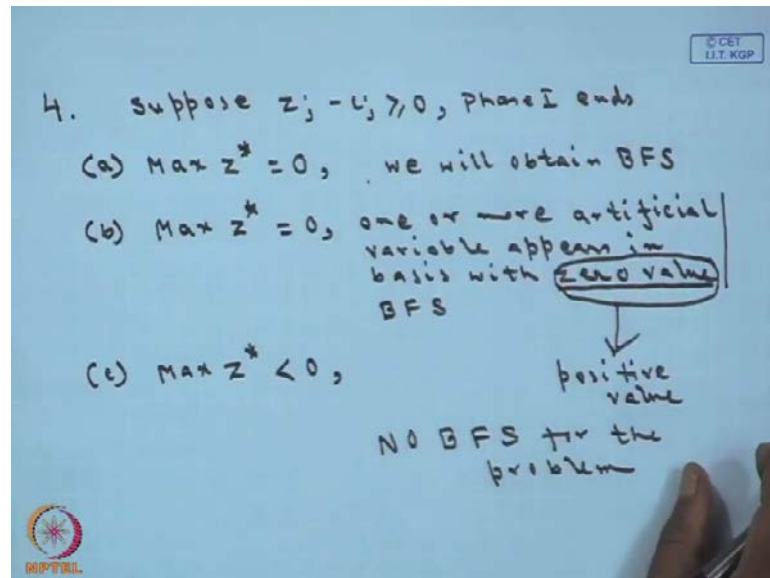 © CET
I.I.T. KGP
4. Suppose zj - cj ≥ 0, Phase I ends
(a) Max z* = 0, we will obtain BFS
(b) Max z* = 0, one or more artificial
variable appears in
basis with zero value
BFS
(c) Max z* < 0,
positive
value
NO BFS for the
problem
NPTEL